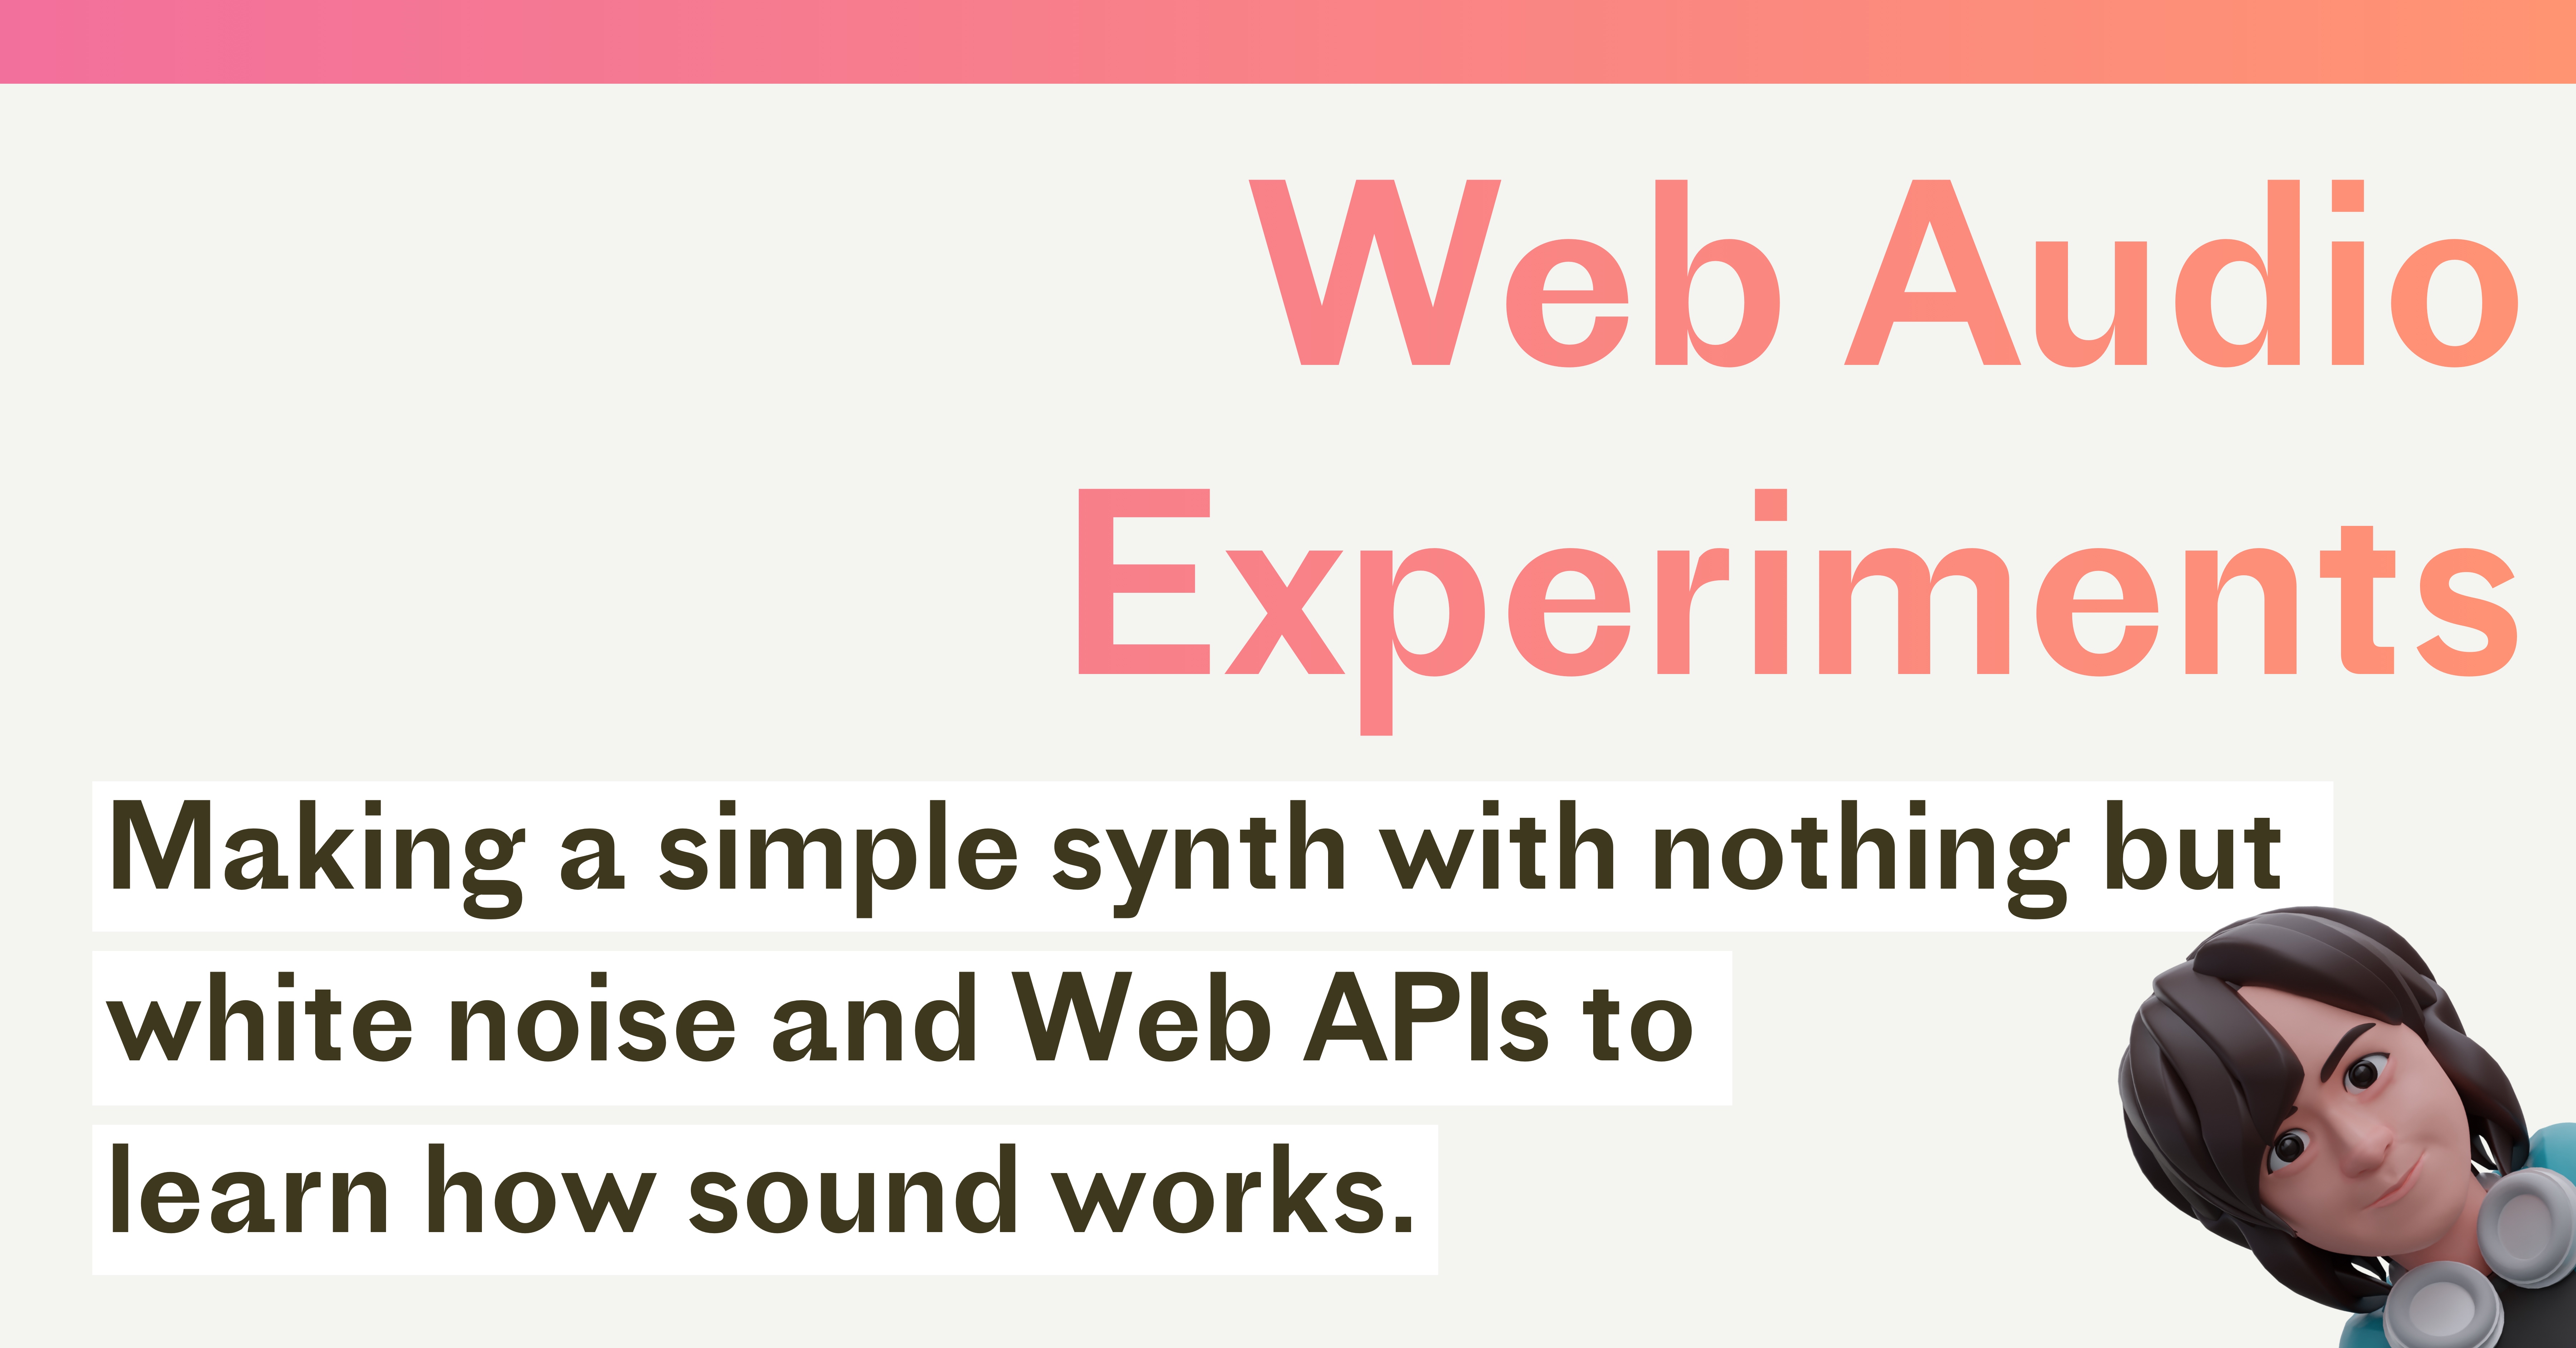 Web Audio
Experiments
Making a simple synth with nothing but
white noise and Web APIs to
learn how sound works.